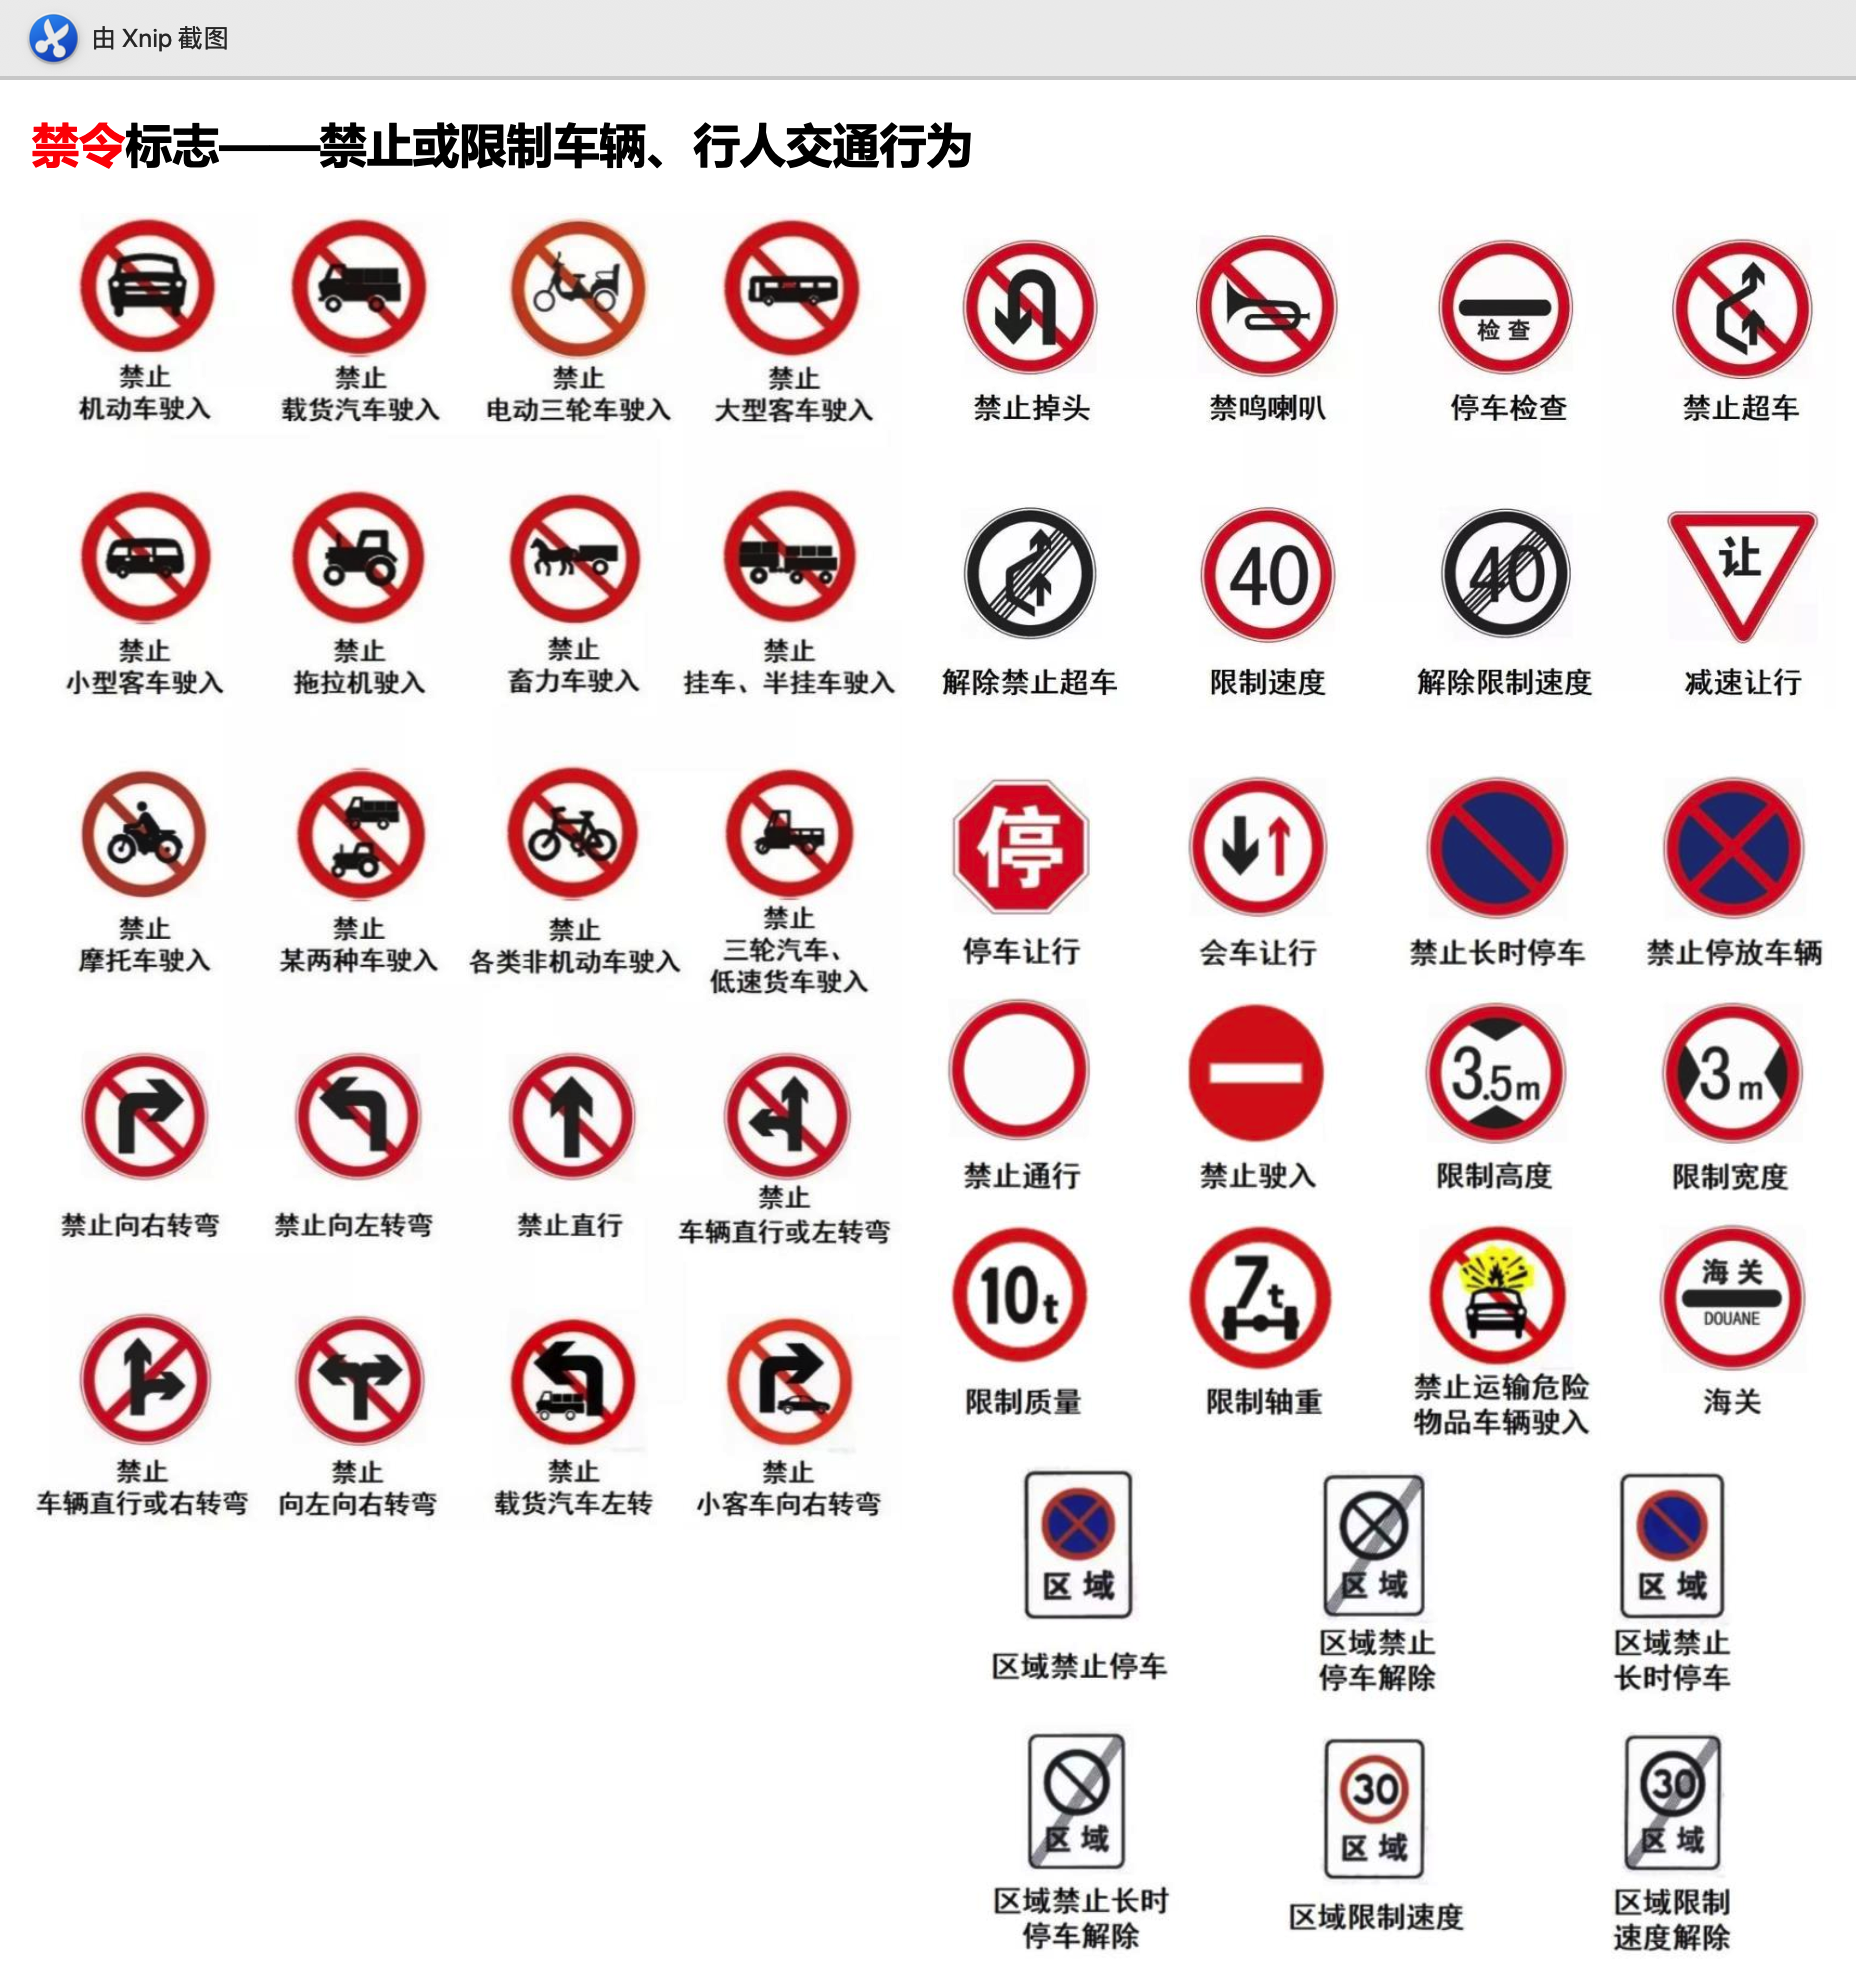 由 Xnip 截图
禁令标志——禁止或限制车辆、行人交通行为
禁止
机动车驶入
禁止
载货汽车驶入
禁止
电动三轮车驶入
禁止
大型客车驶入
禁止
小型客车驶入
禁止
拖拉机驶入
禁止
畜力车驶入
禁止
挂车、半挂车驶入
禁止
摩托车驶入
禁止
某两种车驶入
禁止
各类非机动车驶入
禁止
三轮汽车、
低速货车驶入
禁止向右转弯
禁止向左转弯
禁止直行
禁止
车辆直行或左转弯
禁止
车辆直行或右转弯
禁止
向左向右转弯
禁止
载货汽车左转
禁止
小客车向右转弯
禁止掉头
禁鸣喇叭
检查
停车检查
禁止超车
解除禁止超车
40
限制速度
40
解除限制速度
让
减速让行
停
停车让行
会车让行
禁止长时停车
禁止停放车辆
禁止通行
禁止驶入
3.5m
限制高度
3m
限制宽度
10t
限制质量
7t
限制轴重
禁止运输危险
物品车辆驶入
海关
DOUANE
海关
区域
区域禁止停车
区域
区域禁止
停车解除
区域
区域禁止
长时停车
区域
区域禁止长时
停车解除
30
区域
区域限制速度
30
区域
区域限制
速度解除